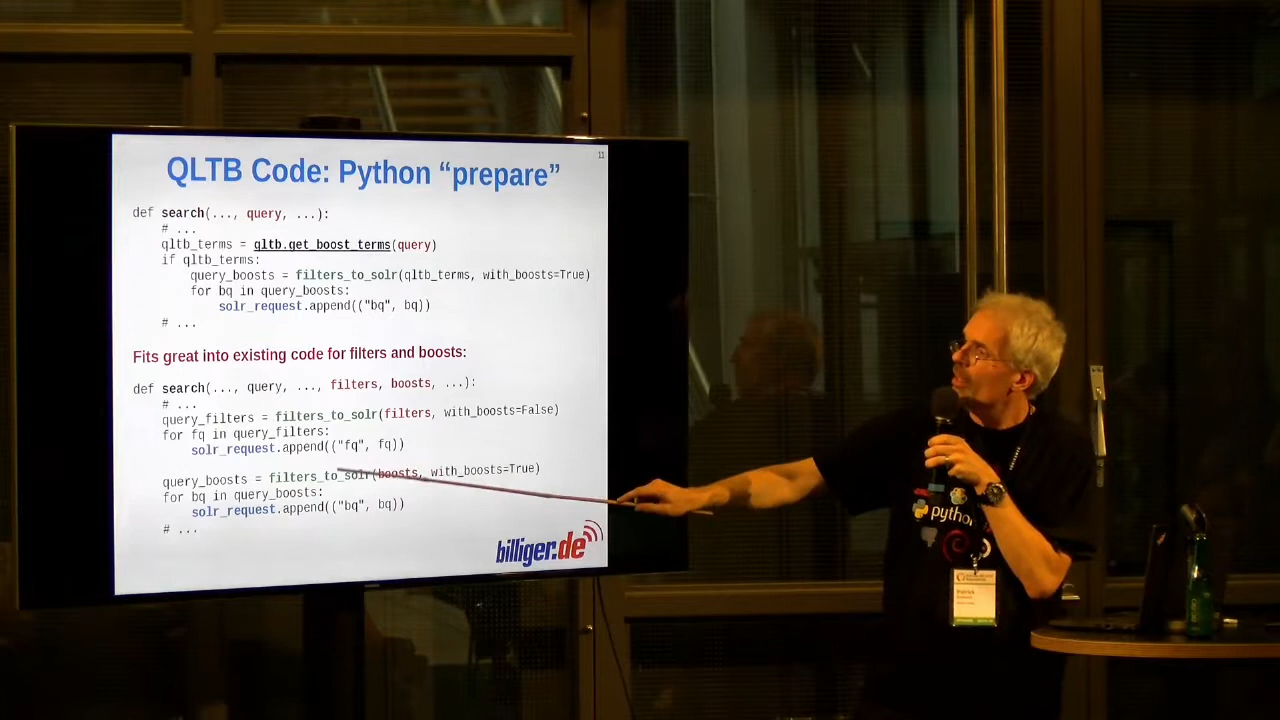 11
QLTB Code: Python “prepare”
def search(..., query, ...):
# ...
qltb_terms = qltb.get_boost_terms(query)
if qltb_terms:
query_boosts = filters_to_solr(qltb_terms, with_boosts=True)
for bq in query_boosts:
solr_request.append(("bq", bq))
# ...
Fits great into existing code for filters and boosts:
def search(..., query, ..., filters, boosts, ...):
# ...
query_filters = filters_to_solr(filters, with_boosts=False)
for fq in query_filters:
solr_request.append(("fq", fq))
query_boosts = filters_to_solr(boosts, with_boosts=True)
for bq in query_boosts:
solr_request.append(("bq", bq))
# ...
billiger.de
python
Patrick